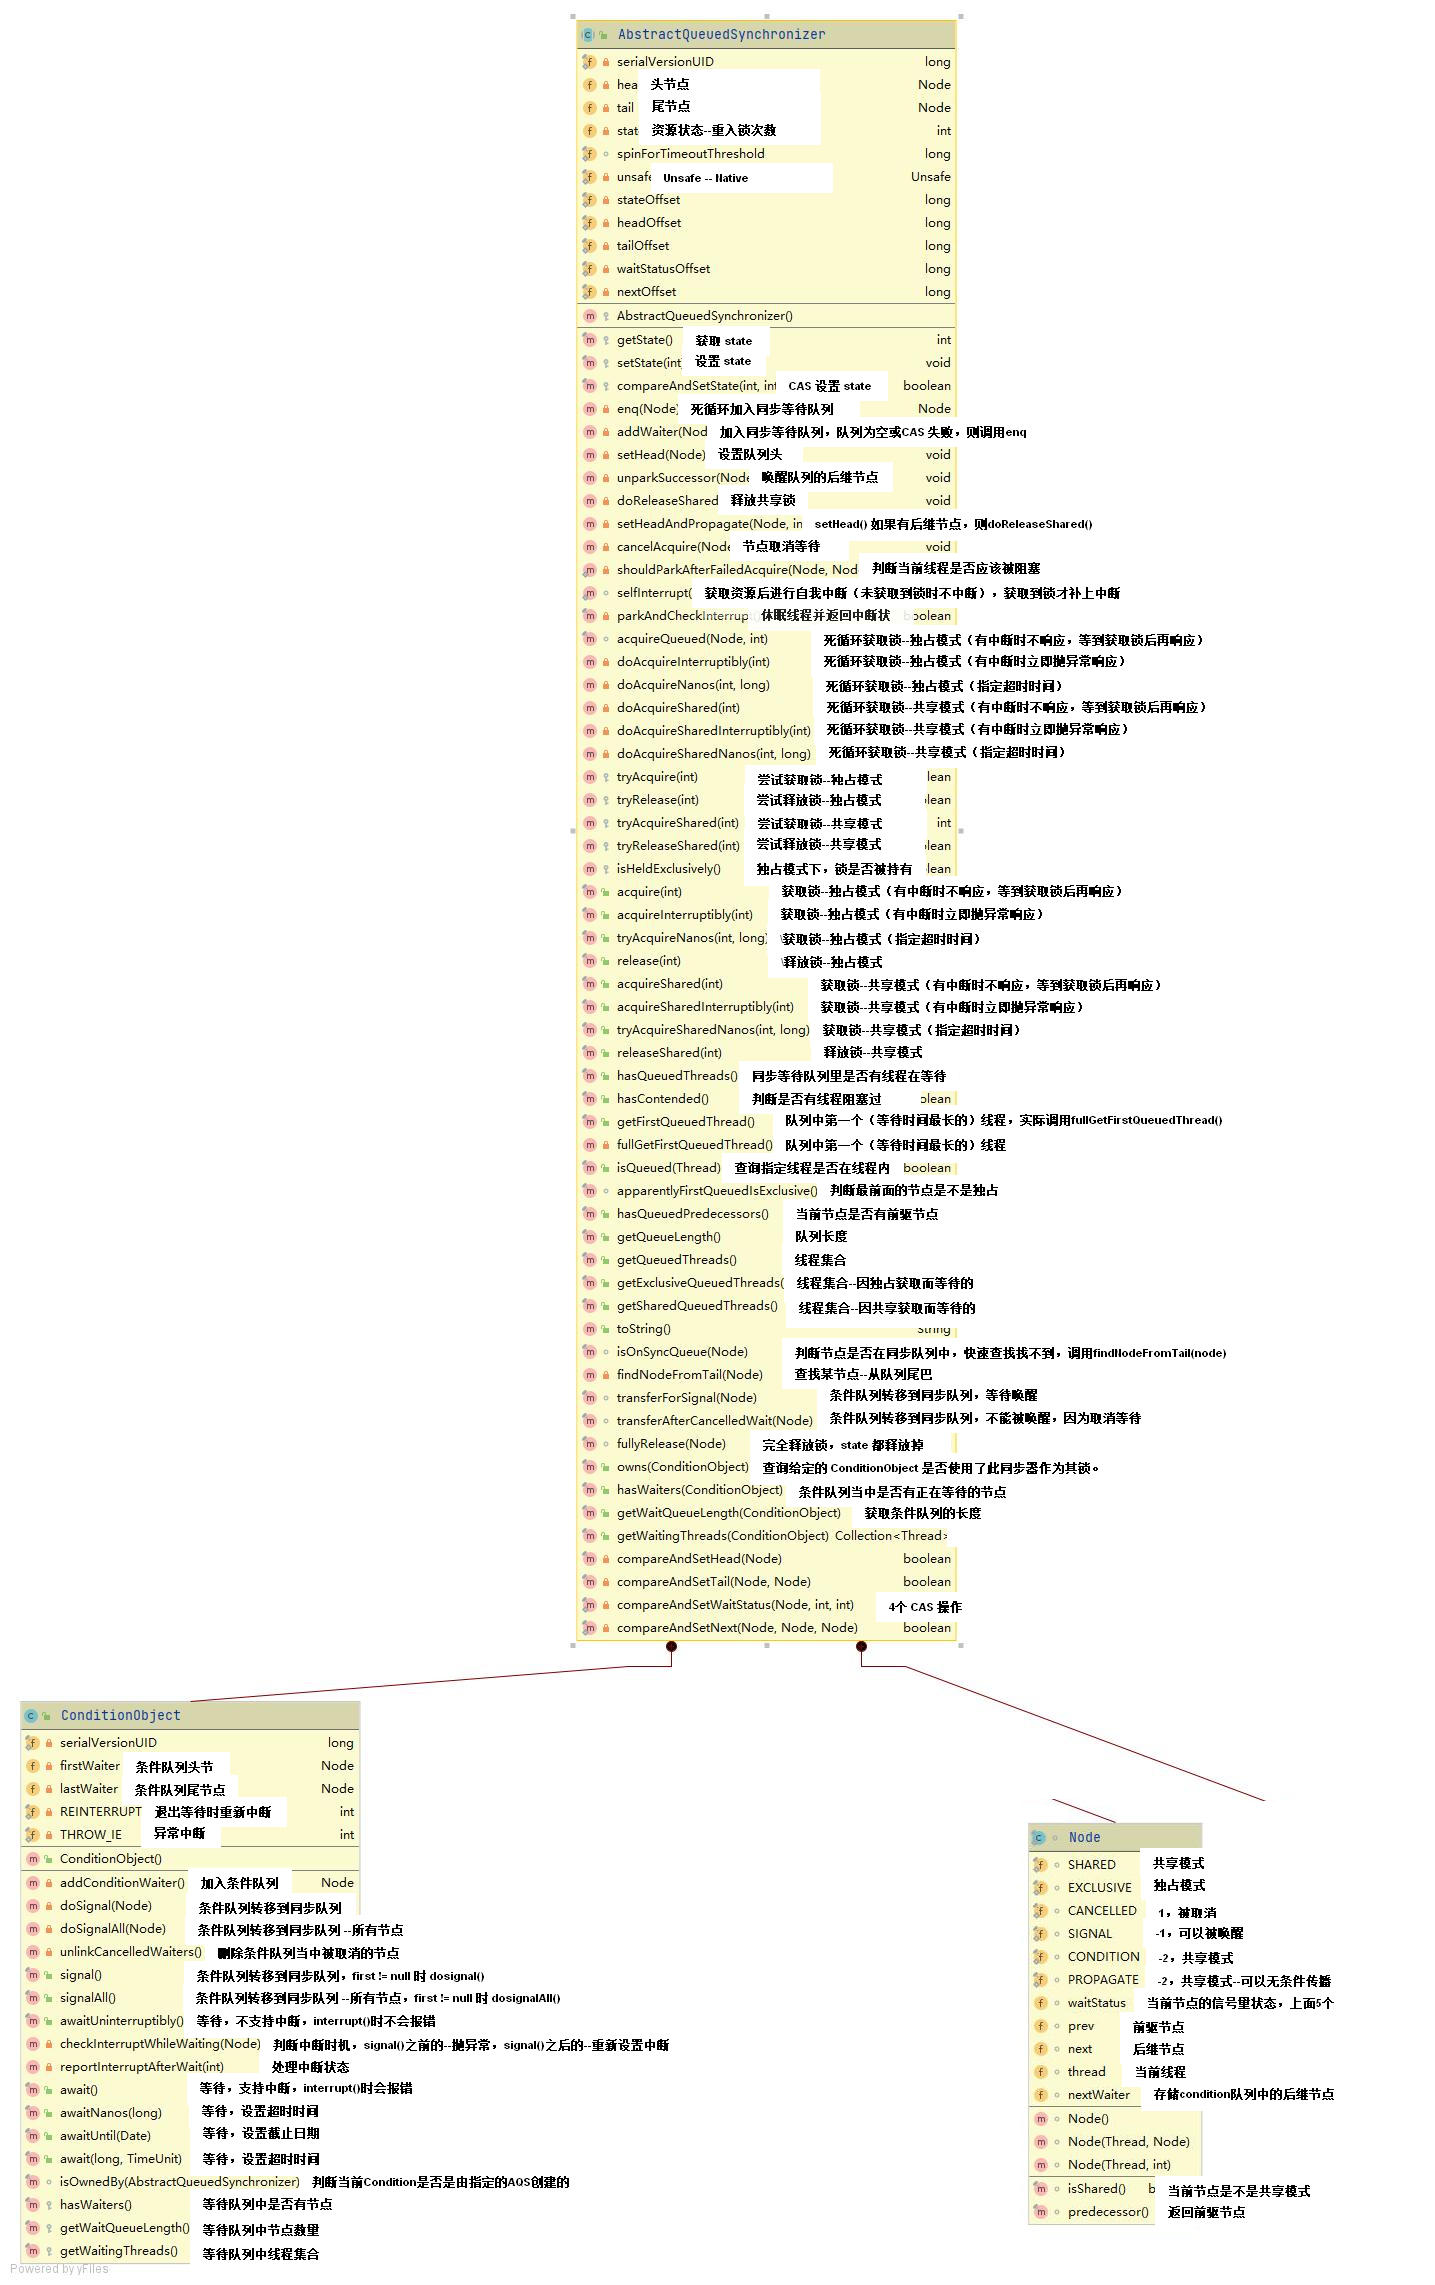 AbstractQueuedSynchronizer
serialVersionUID long
hea 头节点 Node
tail 尾节点 Node
stat 资源状态--重入锁次数 int
spinForTimeoutThreshold long
unsafe Unsafe -- Native Unsafe
stateOffset long
headOffset long
tailOffset long
waitStatusOffset long
nextOffset long
AbstractQueuedSynchronizer()
getState() 获取 state int
setState(int 设置 state void
compareAndSetState(int, int CAS 设置 state boolean
enq(Node) 死循环加入同步等待队列 Node
addWaiter(Nod 加入同步等待队列，队列为空或CAS 失败，则调用enq
setHead(Node) 设置队列头 void
unparkSuccessor(Node 唤醒队列的后继节点 void
doReleaseShared 释放共享锁 void
setHeadAndPropagate(Node, in setHead() 如果有后继节点，则doReleaseShared()
cancelAcquire(Node 节点取消等待 void
shouldParkAfterFailedAcquire(Node, Nod 判断当前线程是否应该被阻塞
selfInterrupt( 获取资源后进行自我中断（未获取到锁时不中断），获取到锁才补上中断
parkAndCheckInterrup 休眠线程并返回中断状 boolean
acquireQueued(Node, int) 死循环获取锁--独占模式（有中断时不响应，等到获取锁后再响应）
doAcquireInterruptibly(int) 死循环获取锁--独占模式（有中断时立即抛异常响应）
doAcquireNanos(int, long) 死循环获取锁--独占模式（指定超时时间）
doAcquireShared(int) 死循环获取锁--共享模式（有中断时不响应，等到获取锁后再响应）
doAcquireSharedInterruptibly(int) 死循环获取锁--共享模式（有中断时立即抛异常响应）
doAcquireSharedNanos(int, long) 死循环获取锁--共享模式（指定超时时间）
tryAcquire(int) 尝试获取锁--独占模式 lean
tryRelease(int) 尝试释放锁--独占模式 lean
tryAcquireShared(int) 尝试获取锁--共享模式 int
tryReleaseShared(int) 尝试释放锁--共享模式 lean
isHeldExclusively() 独占模式下，锁是否被持有 lean
acquire(int) 获取锁--独占模式（有中断时不响应，等到获取锁后再响应）
acquireInterruptibly(int) 获取锁--独占模式（有中断时立即抛异常响应）
tryAcquireNanos(int, long) \获取锁--独占模式（指定超时时间）
release(int) \释放锁--独占模式
acquireShared(int) 获取锁--共享模式（有中断时不响应，等到获取锁后再响应）
acquireSharedInterruptibly(int) 获取锁--共享模式（有中断时立即抛异常响应）
tryAcquireSharedNanos(int, long) 获取锁--共享模式（指定超时时间）
releaseShared(int) 释放锁--共享模式
hasQueuedThreads() 同步等待队列里是否有线程在等待
hasContended() 判断是否有线程阻塞过 olean
getFirstQueuedThread() 队列中第一个（等待时间最长的）线程，实际调用fullGetFirstQueuedThread()
fullGetFirstQueuedThread() 队列中第一个（等待时间最长的）线程
isQueued(Thread) 查询指定线程是否在线程内 boolean
apparentlyFirstQueuedIsExclusive() 判断最前面的节点是不是独占
hasQueuedPredecessors() 当前节点是否有前驱节点
getQueueLength() 队列长度
getQueuedThreads() 线程集合
getExclusiveQueuedThreads( 线程集合--因独占获取而等待的
getSharedQueuedThreads() 线程集合--因共享获取而等待的
toString() String
isOnSyncQueue(Node) 判断节点是否在同步队列中，快速查找找不到，调用findNodeFromTail(node)
findNodeFromTail(Node) 查找某节点--从队列尾巴
transferForSignal(Node) 条件队列转移到同步队列，等待唤醒
transferAfterCancelledWait(Node) 条件队列转移到同步队列，不能被唤醒，因为取消等待
fullyRelease(Node) 完全释放锁，state 都释放掉
owns(ConditionObject) 查询给定的 ConditionObject 是否使用了此同步器作为其锁。
hasWaiters(ConditionObject) 条件队列当中是否有正在等待的节点
getWaitQueueLength(ConditionObject) 获取条件队列的长度
getWaitingThreads(ConditionObject) Collection<Thread>
compareAndSetHead(Node) boolean
compareAndSetTail(Node, Node) boolean
compareAndSetWaitStatus(Node, int, int) 4个 CAS 操作
compareAndSetNext(Node, Node, Node) boolean
ConditionObject
serialVersionUID long
firstWaiter 条件队列头节 Node
lastWaiter 条件队列尾节点 Node
REINTERRUPT 退出等待时重新中断 int
THROW_IE 异常中断 int
ConditionObject()
addConditionWaiter() 加入条件队列 Node
doSignal(Node) 条件队列转移到同步队列
doSignalAll(Node) 条件队列转移到同步队列 --所有节点
unlinkCancelledWaiters() 删除条件队列当中被取消的节点
signal() 条件队列转移到同步队列，first != null 时 dosignal()
signalAll() 条件队列转移到同步队列 --所有节点，first != null 时 dosignalAll()
awaitUninterruptibly() 等待，不支持中断，interrupt()时不会报错
checkInterruptWhileWaiting(Node) 判断中断时机，signal()之前的--抛异常，signal()之后的--重新设置中断
reportInterruptAfterWait(int) 处理中断状态
await() 等待，支持中断，interrupt()时会报错
awaitNanos(long) 等待，设置超时时间
awaitUntil(Date) 等待，设置截止日期
await(long, TimeUnit) 等待，设置超时时间
isOwnedBy(AbstractQueuedSynchronizer) 判断当前Condition是否是由指定的AQS创建的
hasWaiters() 等待队列中是否有节点
getWaitQueueLength() 等待队列中节点数量
getWaitingThreads() 等待队列中线程集合
Node
SHARED 共享模式
EXCLUSIVE 独占模式
CANCELLED 1，被取消
SIGNAL -1，可以被唤醒
CONDITION -2，共享模式
PROPAGATE -2，共享模式--可以无条件传播
waitStatus 当前节点的信号量状态，上面5个
prev 前驱节点
next 后继节点
thread 当前线程
nextWaiter 存储condition队列中的后继节点
Node()
Node(Thread, Node)
Node(Thread, int)
isShared() b 当前节点是不是共享模式
predecessor() 返回前驱节点
Powered by yFiles